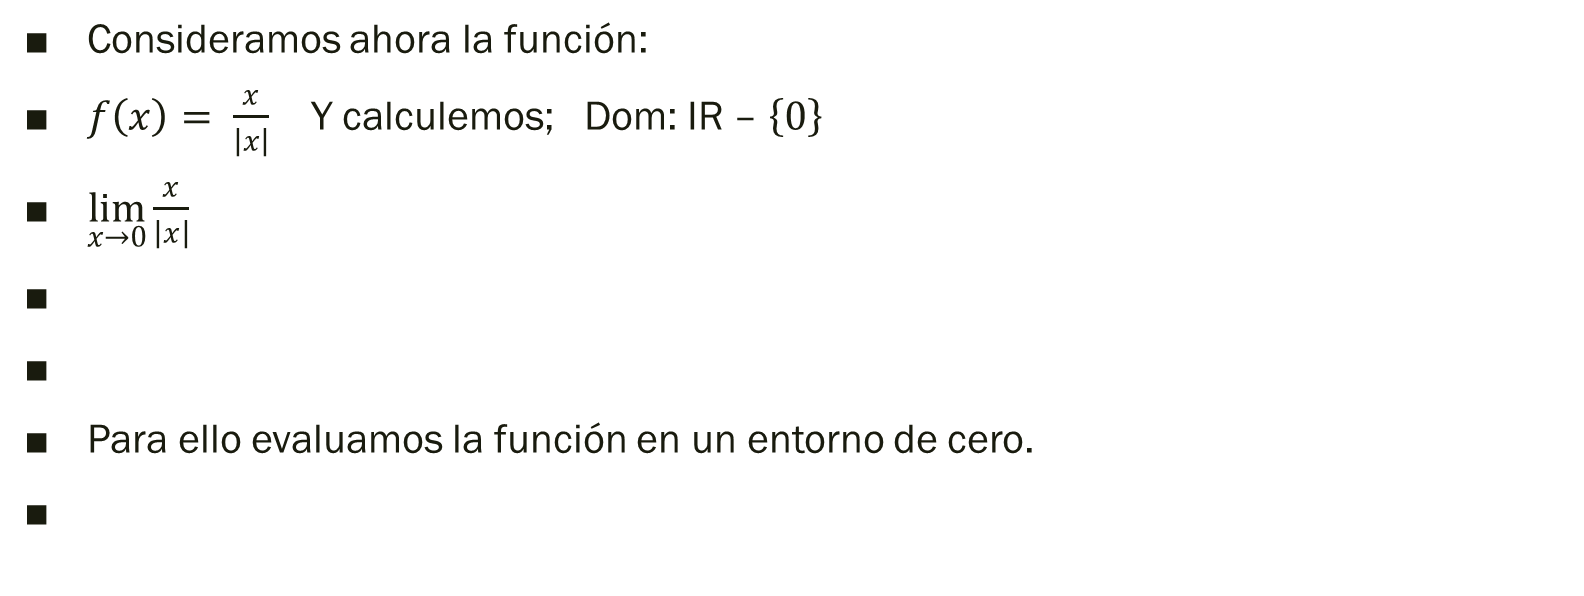 ■ Consideramos ahora la función:
■ f(x) = x/|x| Y calculemos; Dom: IR – {0}
■ lim x→0 x/|x|
■
■
■ Para ello evaluamos la función en un entorno de cero.
■